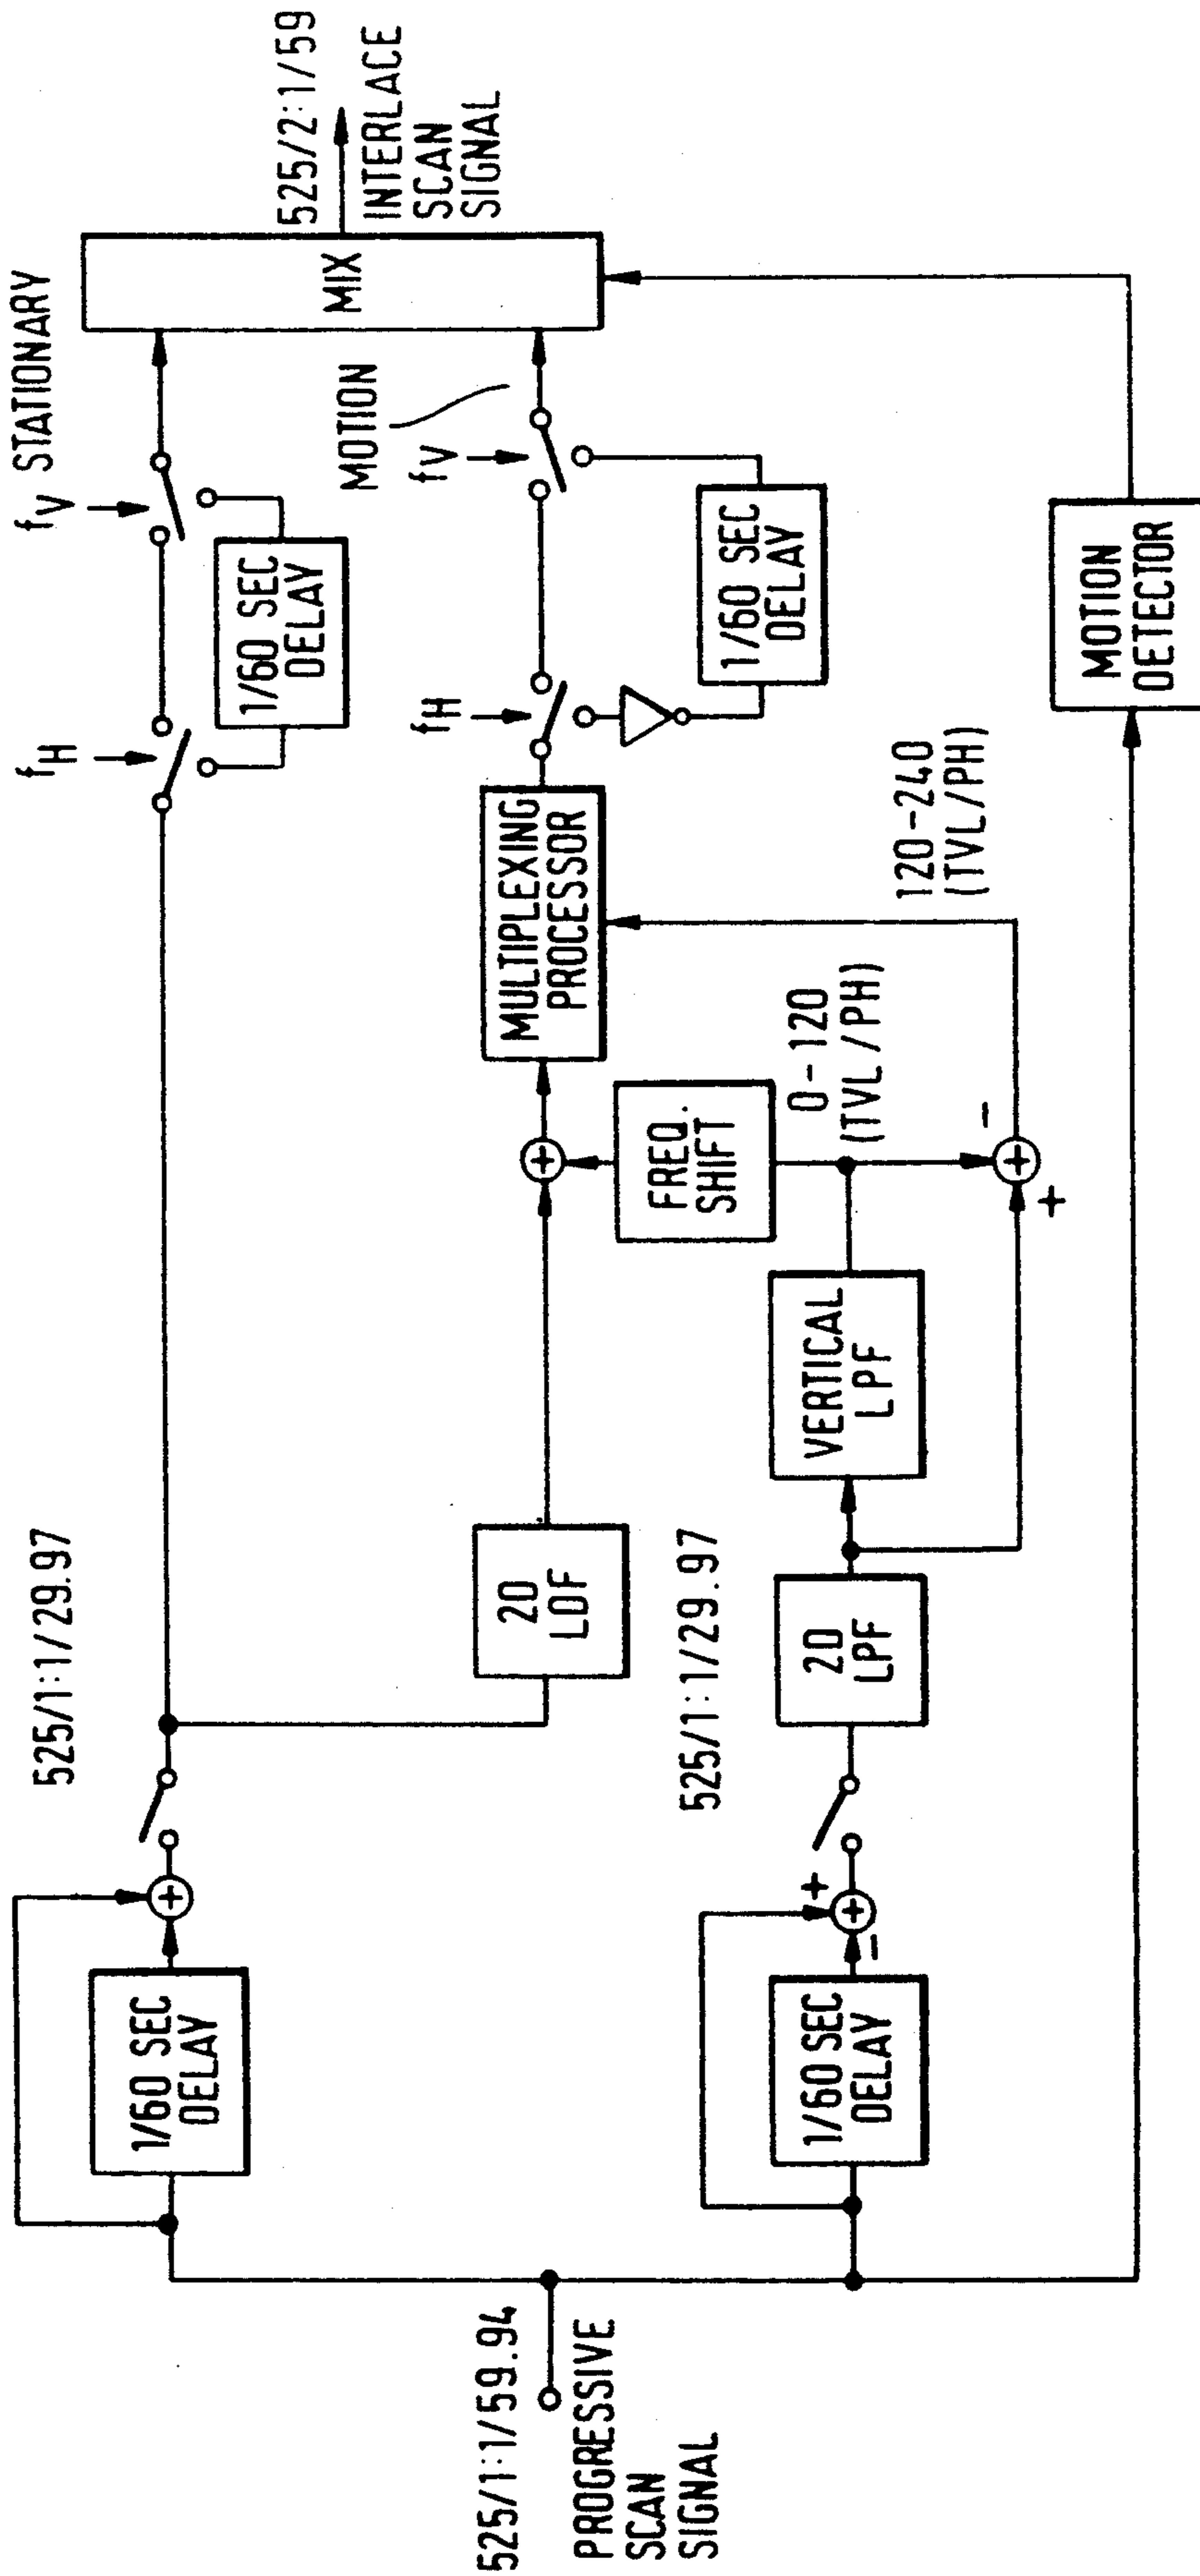 525/1:1/59.94
PROGRESSIVE
SCAN
SIGNAL
1/60 SEC
DELAY
+
525/1:1/29.97
fH
1/60 SEC
DELAY
fV
STATIONARY
MIX
525/2:1/59
INTERLACE
SCAN
SIGNAL
2D
LDF
+
MULTIPLEXING
PROCESSOR
fH
1/60 SEC
DELAY
fV
MOTION
FREQ.
SHIFT
1/60 SEC
DELAY
+
-
+
525/1:1/29.97
2D
LPF
VERTICAL
LPF
0-120
(TVL/PH)
+
-
+
120-240
(TVL/PH)
MOTION
DETECTOR